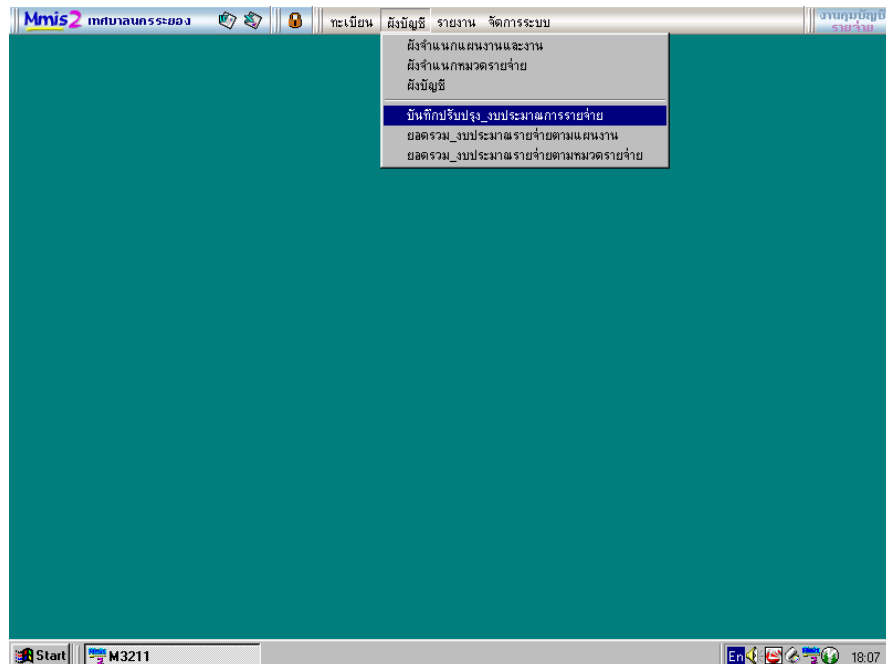 Mmis2 เทศบาลนครระยอง
ทะเบียน ผังบัญชี รายงาน จัดการระบบ
งานคุมบัญชี
รายจ่าย
ผังจำแนกแผนงานและงาน
ผังจำแนกหมวดรายจ่าย
ผังบัญชี
บันทึกปรับปรุง_งบประมาณการรายจ่าย
ยอดรวม_งบประมาณรายจ่ายตามแผนงาน
ยอดรวม_งบประมาณรายจ่ายตามหมวดรายจ่าย
Start M3211 En 18:07